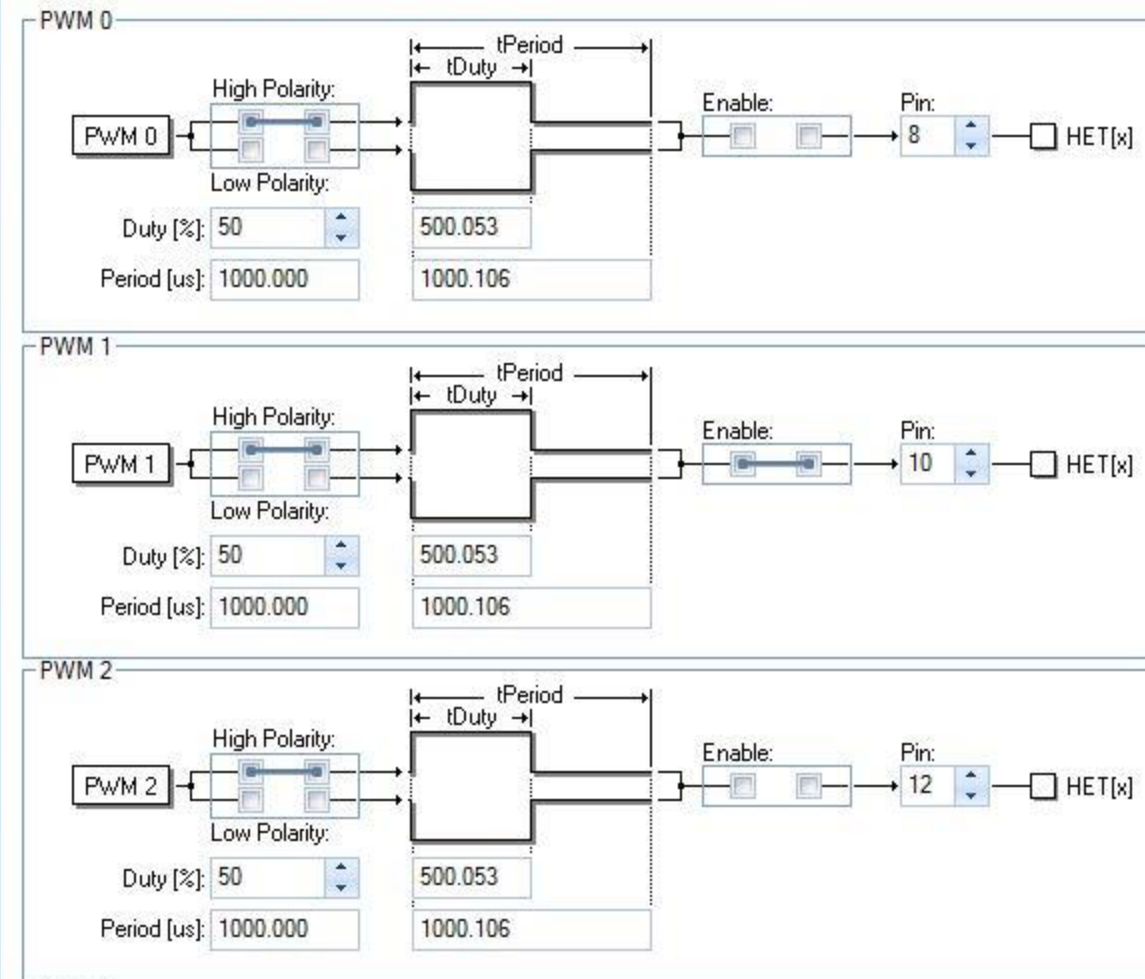 PWM 0
tPeriod
tDuty
High Polarity:
Enable:
Pin:
PWM 0
8
HET[x]
Low Polarity:
Duty [%]: 50
500.053
Period [us]: 1000.000
1000.106
PWM 1
tPeriod
tDuty
High Polarity:
Enable:
Pin:
PWM 1
10
HET[x]
Low Polarity:
Duty [%]: 50
500.053
Period [us]: 1000.000
1000.106
PWM 2
tPeriod
tDuty
High Polarity:
Enable:
Pin:
PWM 2
12
HET[x]
Low Polarity:
Duty [%]: 50
500.053
Period [us]: 1000.000
1000.106